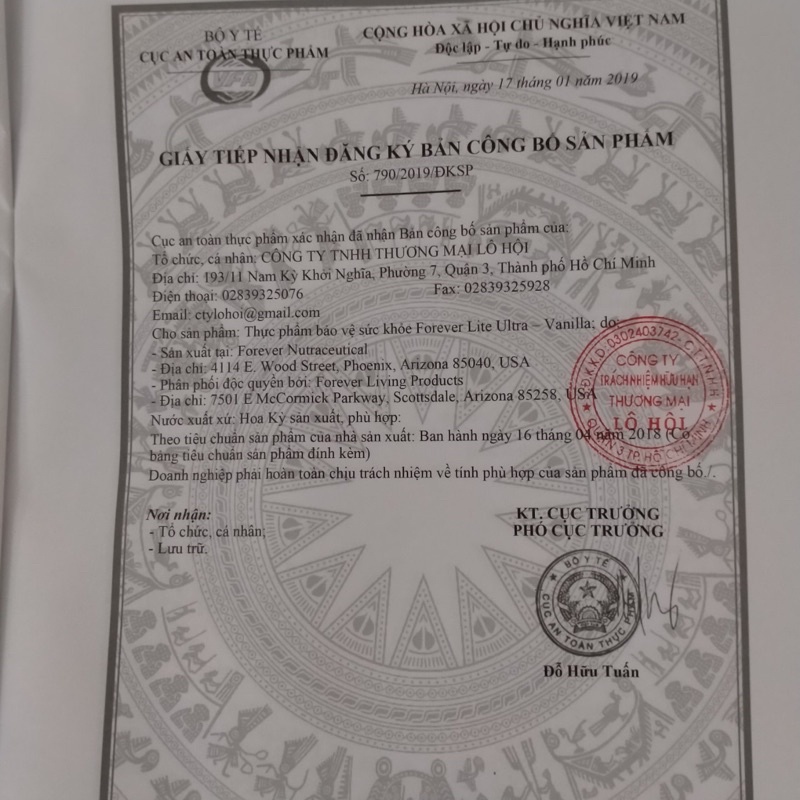 BỘ Y TẾ
CỤC AN TOÀN THỰC PHẨM
VFA
CỘNG HÒA XÃ HỘI CHỦ NGHĨA VIỆT NAM
Độc lập - Tự do - Hạnh phúc
Hà Nội, ngày 17 tháng 01 năm 2019
GIẤY TIẾP NHẬN ĐĂNG KÝ BẢN CÔNG BỐ SẢN PHẨM
Số: 790/2019/ĐKSP
Cục an toàn thực phẩm xác nhận đã nhận Bản công bố sản phẩm của:
Tổ chức, cá nhân: CÔNG TY TNHH THƯƠNG MẠI LÔ HỘI
Địa chỉ: 193/11 Nam Kỳ Khởi Nghĩa, Phường 7, Quận 3, Thành phố Hồ Chí Minh
Điện thoại: 02839325076 Fax: 02839325928
Email: ctylohoi@gmail.com
Cho sản phẩm: Thực phẩm bảo vệ sức khỏe Forever Lite Ultra – Vanilla; do:
- Sản xuất tại: Forever Nutraceutical
- Địa chỉ: 4114 E. Wood Street, Phoenix, Arizona 85040, USA
- Phân phối độc quyền bởi: Forever Living Products
- Địa chỉ: 7501 E McCormick Parkway, Scottsdale, Arizona 85258, USA
Nước xuất xứ: Hoa Kỳ sản xuất, phù hợp:
Theo tiêu chuẩn sản phẩm của nhà sản xuất: Ban hành ngày 16 tháng 04 năm 2018 (Có
bảng tiêu chuẩn sản phẩm đính kèm)
Doanh nghiệp phải hoàn toàn chịu trách nhiệm về tính phù hợp của sản phẩm đã công bố./.
Đ.K.K.D: 0302403742-C.T.T.N.H.H
CÔNG TY
TRÁCH NHIỆM HỮU HẠN
THƯƠNG MẠI
LÔ HỘI
QUẬN 3 T.P. HỒ CHÍ MINH
Nơi nhận:
- Tổ chức, cá nhân;
- Lưu trữ.
KT. CỤC TRƯỞNG
PHÓ CỤC TRƯỞNG
BỘ Y TẾ
CỤC AN TOÀN THỰC PHẨM
Đỗ Hữu Tuấn